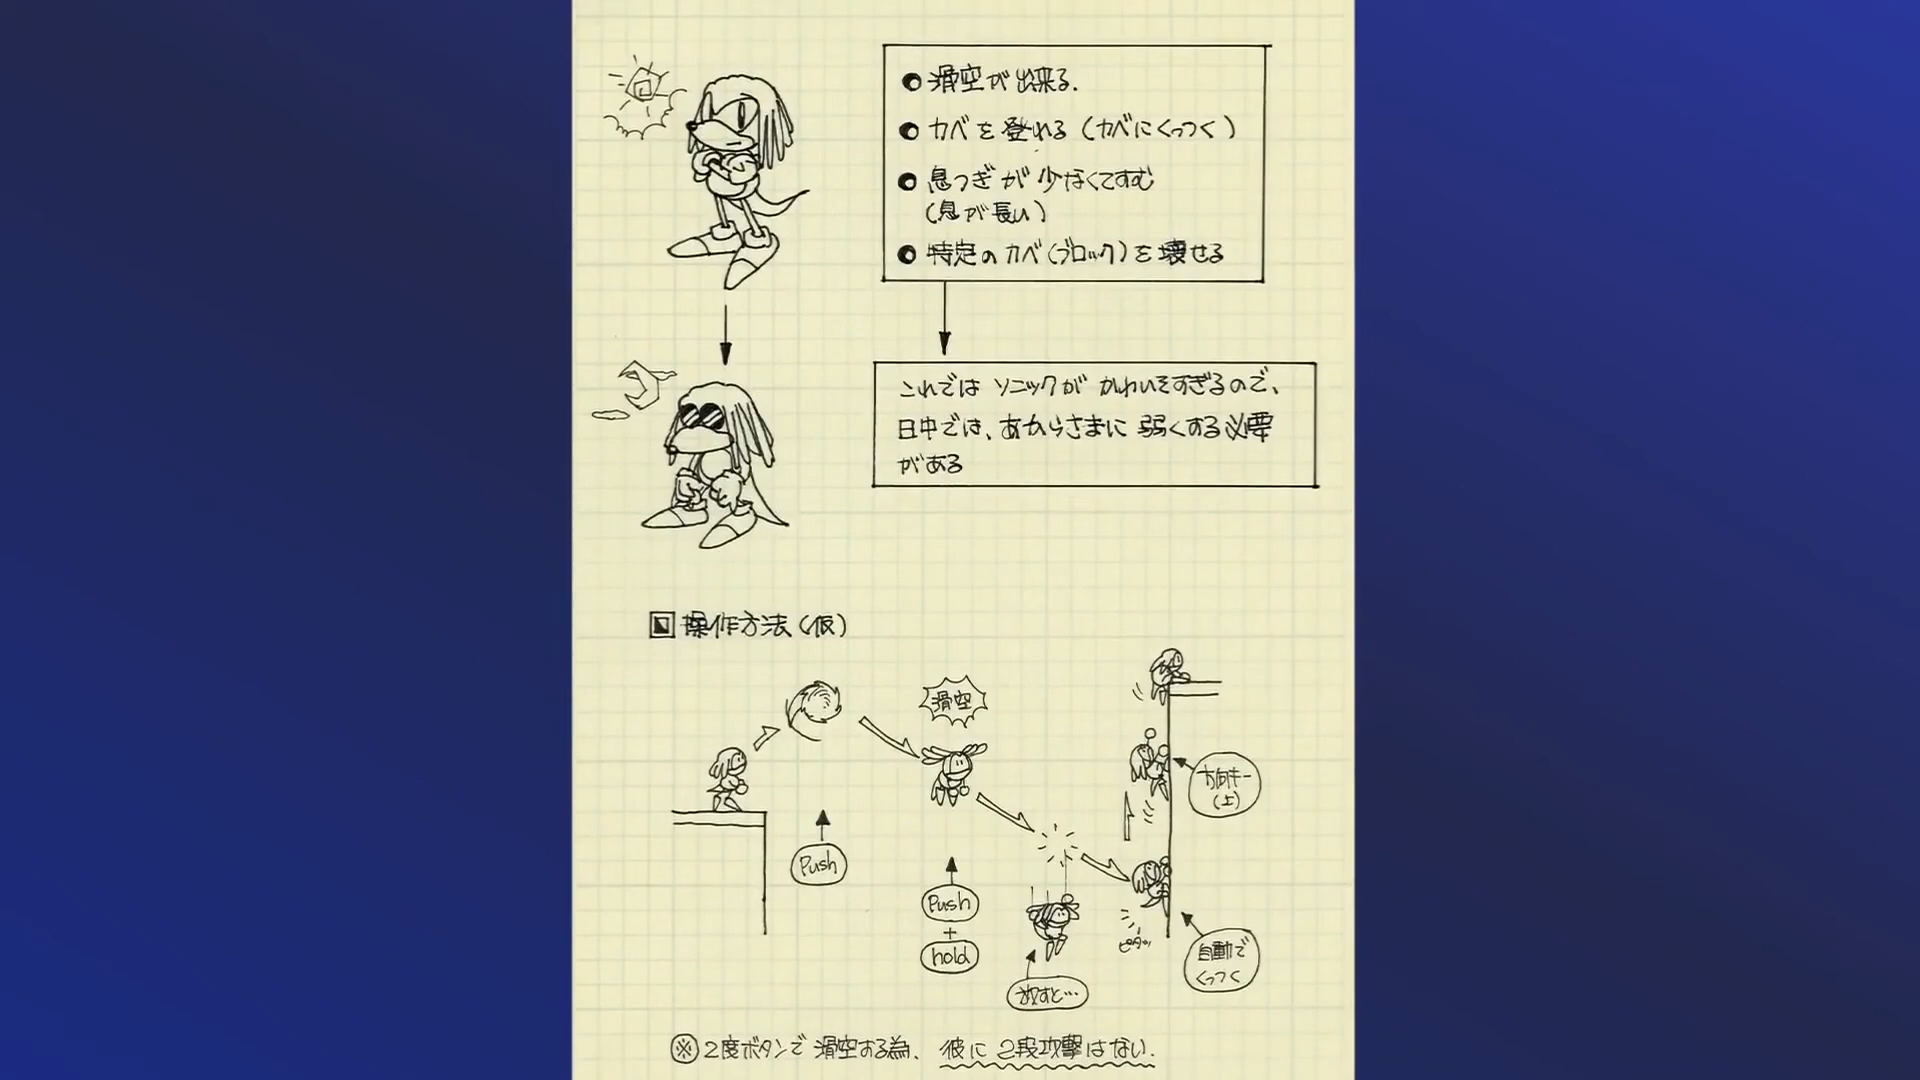 滑空が出来る.
カベを登れる（カベにくっつく）
息つぎが少なくてすむ
（息が長い）
特定のカベ（ブロック）を壊せる
これではソニックがかわいそすぎるので、
日中では、あからさまに弱くする必要
がある
操作方法（仮）
滑空
方向キー
（上）
Push
Push
+
hold
ピタッ
自動で
くっつく
放すと…
※２度ボタンで滑空する為、彼に２段攻撃はない.